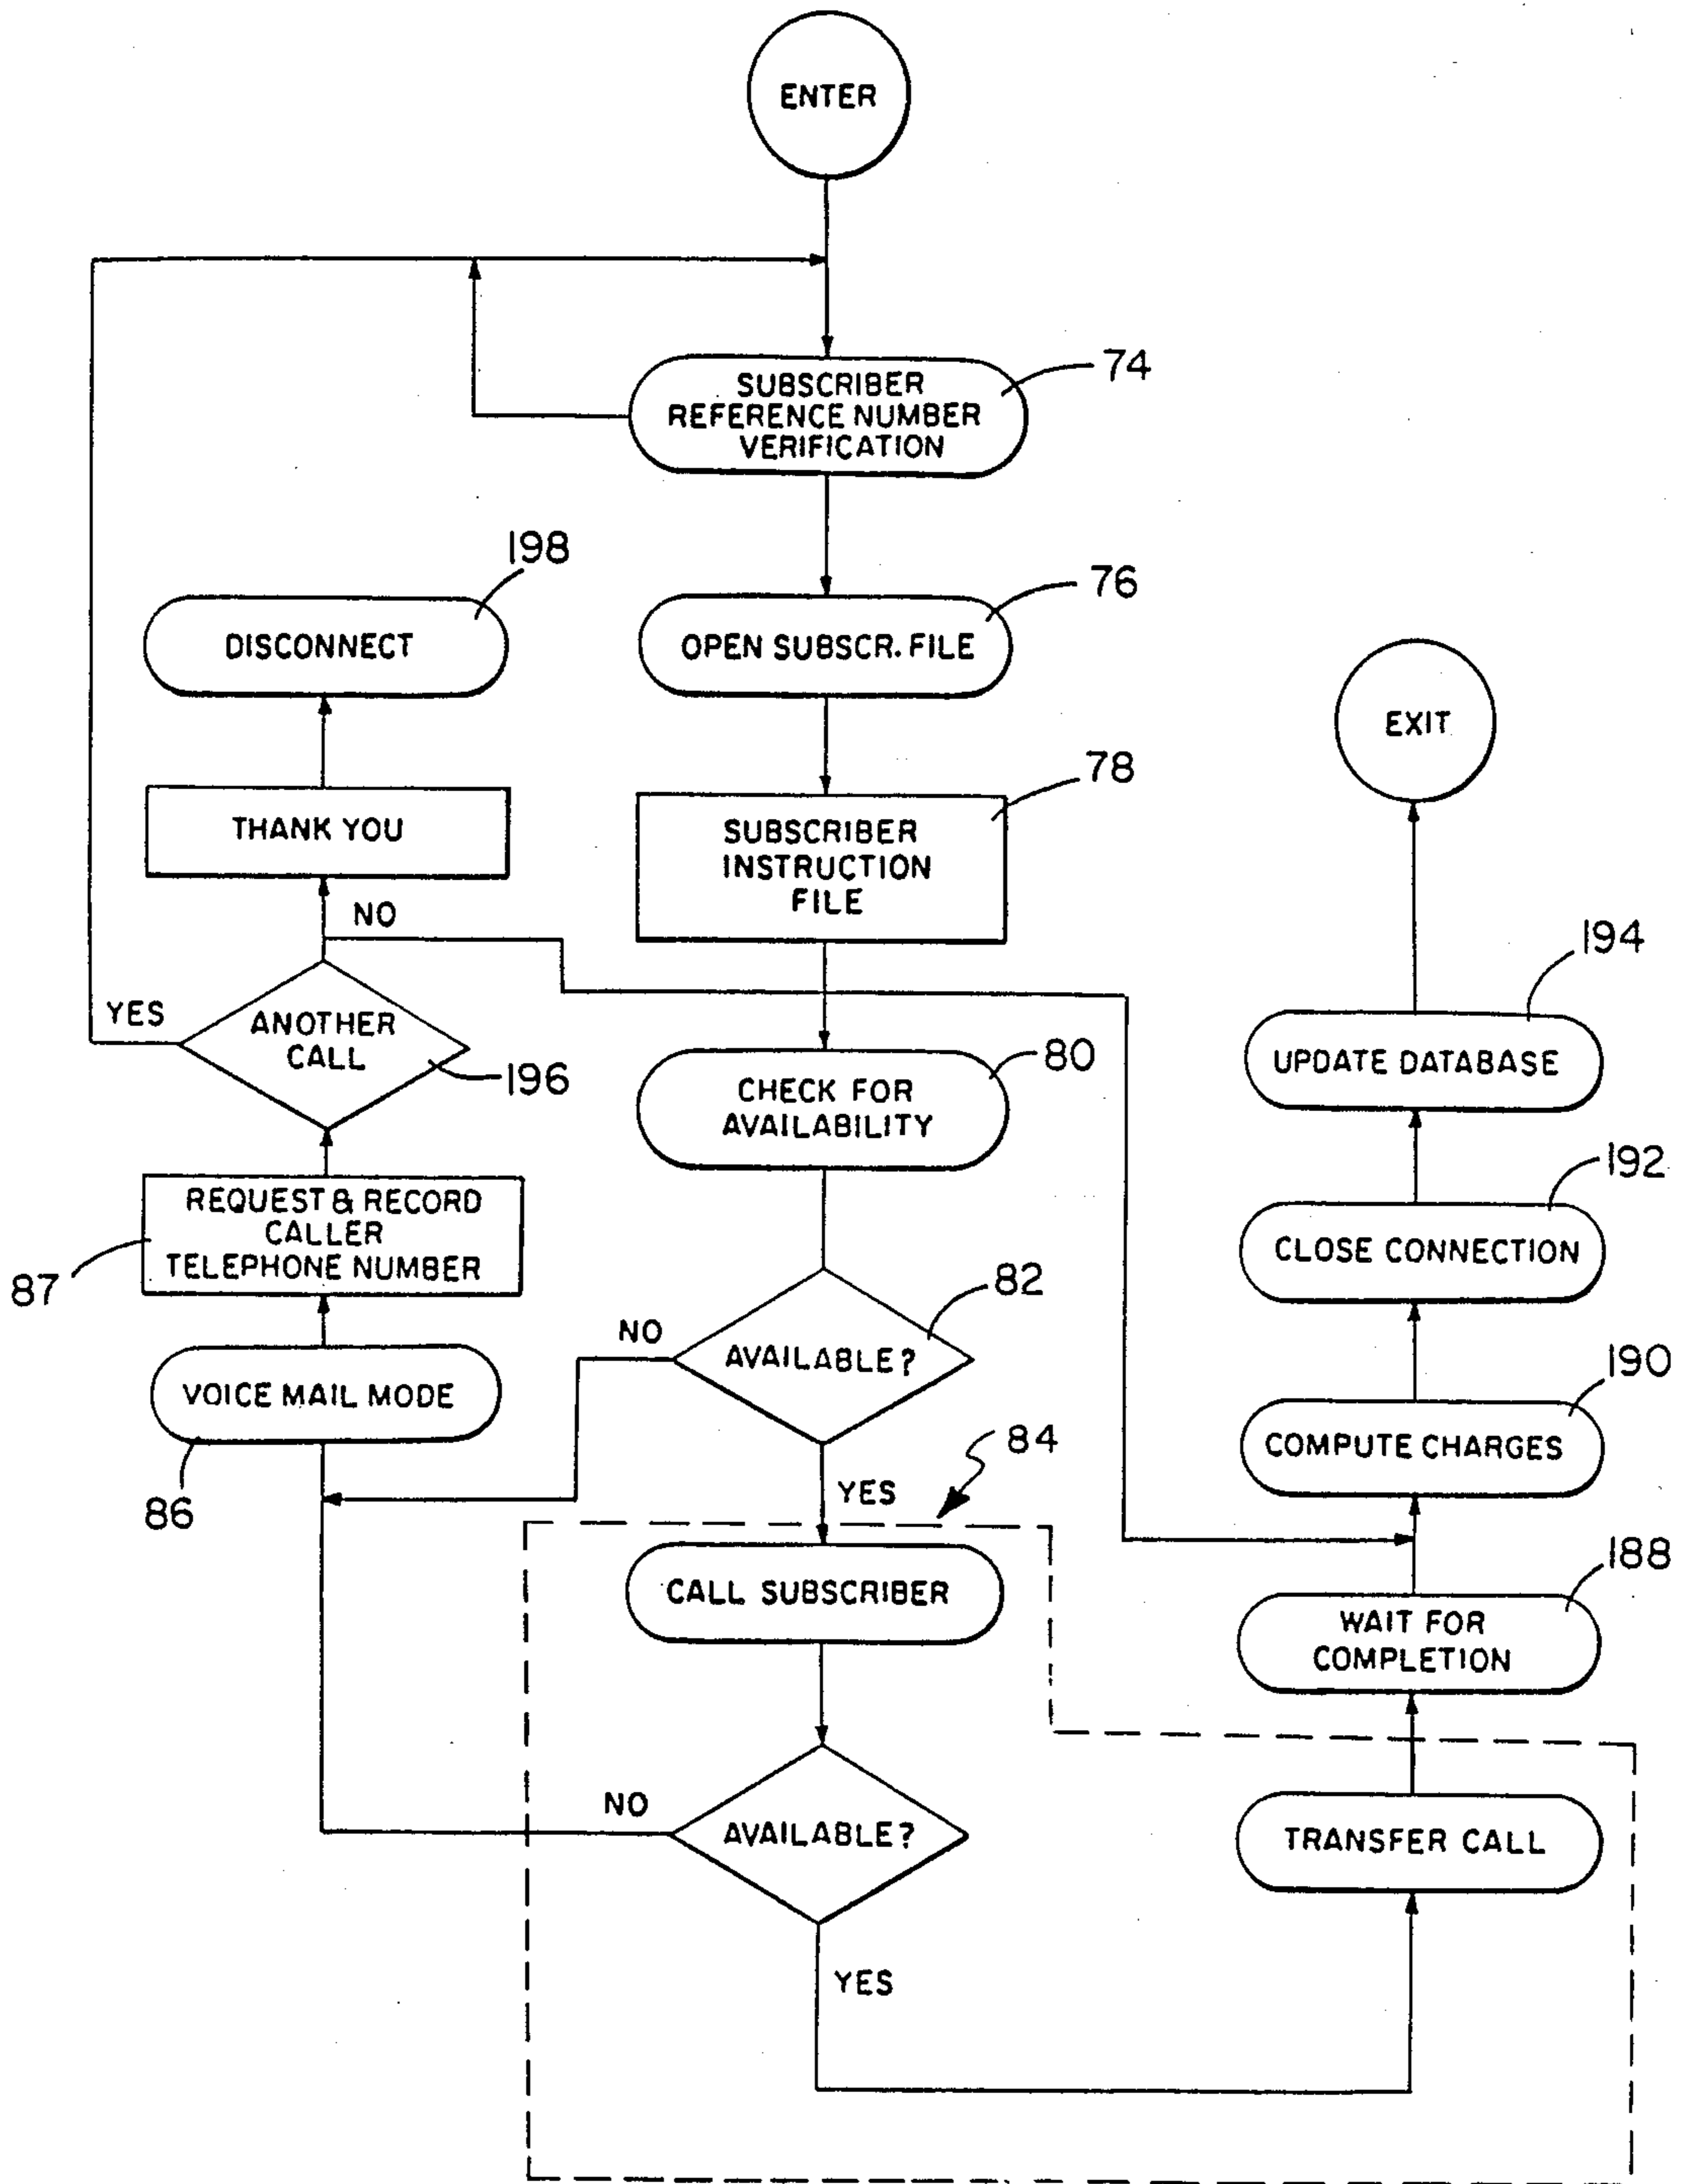 ENTER
SUBSCRIBER
REFERENCE NUMBER
VERIFICATION
74
198
DISCONNECT
OPEN SUBSCR. FILE
76
THANK YOU
SUBSCRIBER
INSTRUCTION
FILE
78
EXIT
NO
YES
ANOTHER
CALL
196
CHECK FOR
AVAILABILITY
80
194
UPDATE DATABASE
REQUEST & RECORD
CALLER
TELEPHONE NUMBER
87
192
CLOSE CONNECTION
VOICE MAIL MODE
86
NO
AVAILABLE?
82
YES
84
190
COMPUTE CHARGES
CALL SUBSCRIBER
188
WAIT FOR
COMPLETION
NO
AVAILABLE?
YES
TRANSFER CALL